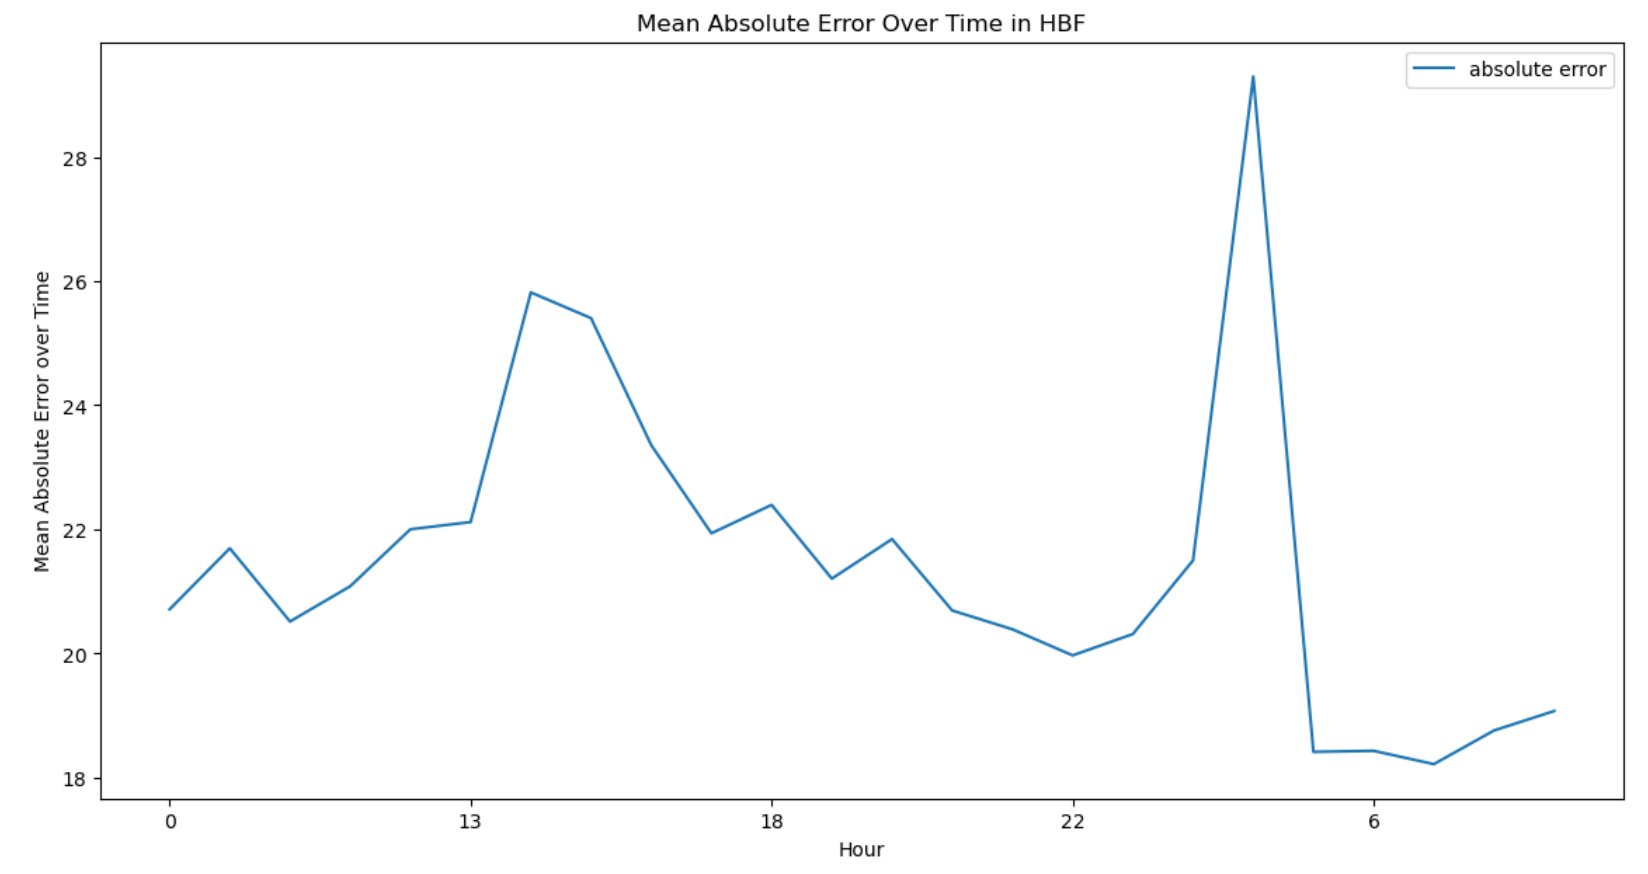 Mean Absolute Error Over Time in HBF
absolute error
28
26
24
22
20
18
Mean Absolute Error over Time
0 13 18 22 6
Hour